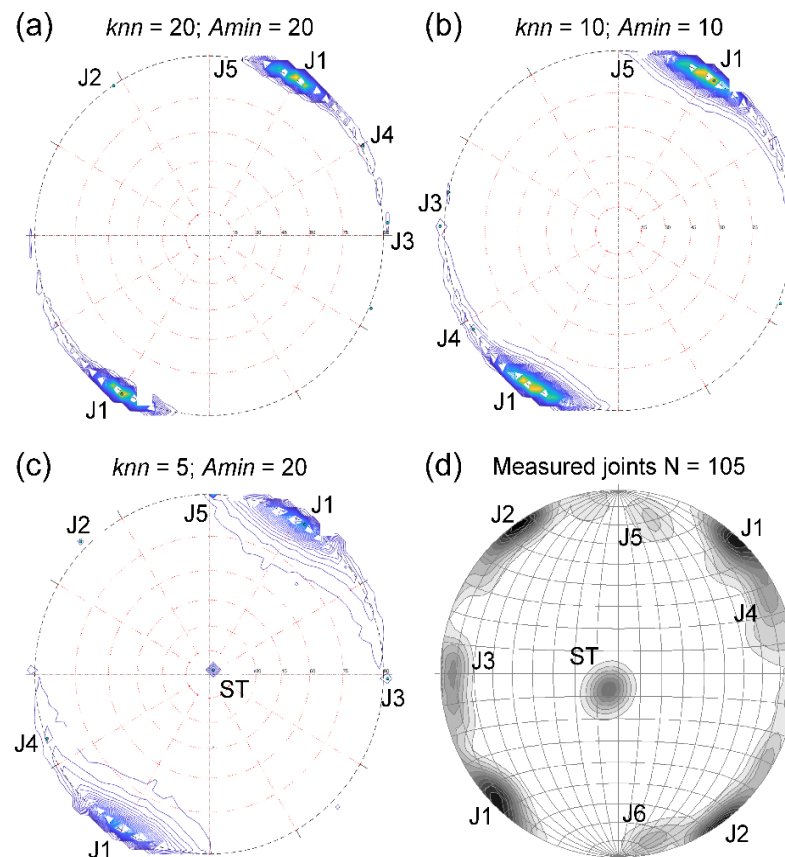 (a) knn = 20; Amin = 20
J2
J5
J1
J4
J3
J1
(b) knn = 10; Amin = 10
J5
J1
J3
J4
J1
(c) knn = 5; Amin = 20
J2
J5
J1
ST
J3
J4
J1
(d) Measured joints N = 105
J2
J5
J1
J4
J3
ST
J1
J6
J2